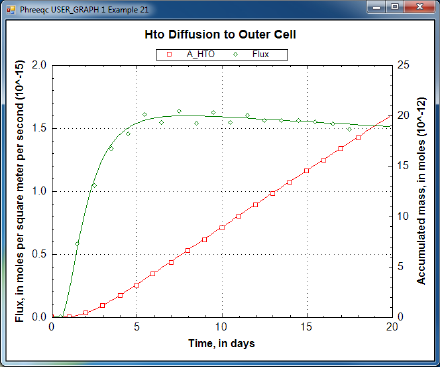 Phreeqc USER_GRAPH 1 Example 21
Hto Diffusion to Outer Cell
A_HTO Flux
Flux, in moles per square meter per second (10^-15)
2.0
1.5
1.0
0.5
0.0
25
20
15
10
5
0
Accumulated mass, in moles (10^-12)
0 5 10 15 20
Time, in days